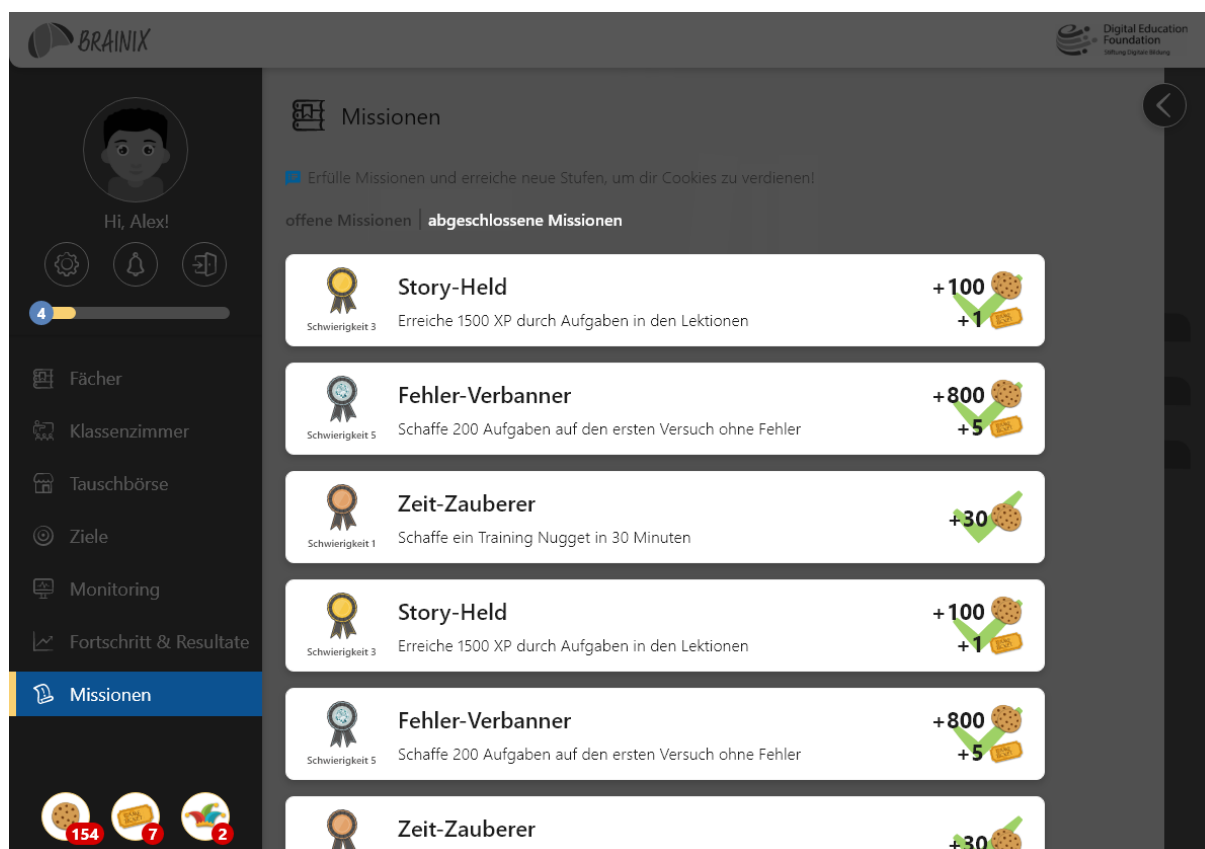 BRAINIX
Digital Education
Foundation
Stiftung Digitale Bildung
Hi, Alex!
4
Fächer
Klassenzimmer
Tauschbörse
Ziele
Monitoring
Fortschritt & Resultate
Missionen
154
7
2
Missionen
Erfülle Missionen und erreiche neue Stufen, um dir Cookies zu verdienen!
offene Missionen | abgeschlossene Missionen
Schwierigkeit 3
Story-Held
Erreiche 1500 XP durch Aufgaben in den Lektionen
+100
+1
Schwierigkeit 5
Fehler-Verbanner
Schaffe 200 Aufgaben auf den ersten Versuch ohne Fehler
+800
+5
Schwierigkeit 1
Zeit-Zauberer
Schaffe ein Training Nugget in 30 Minuten
+30
Schwierigkeit 3
Story-Held
Erreiche 1500 XP durch Aufgaben in den Lektionen
+100
+1
Schwierigkeit 5
Fehler-Verbanner
Schaffe 200 Aufgaben auf den ersten Versuch ohne Fehler
+800
+5
Zeit-Zauberer
+30